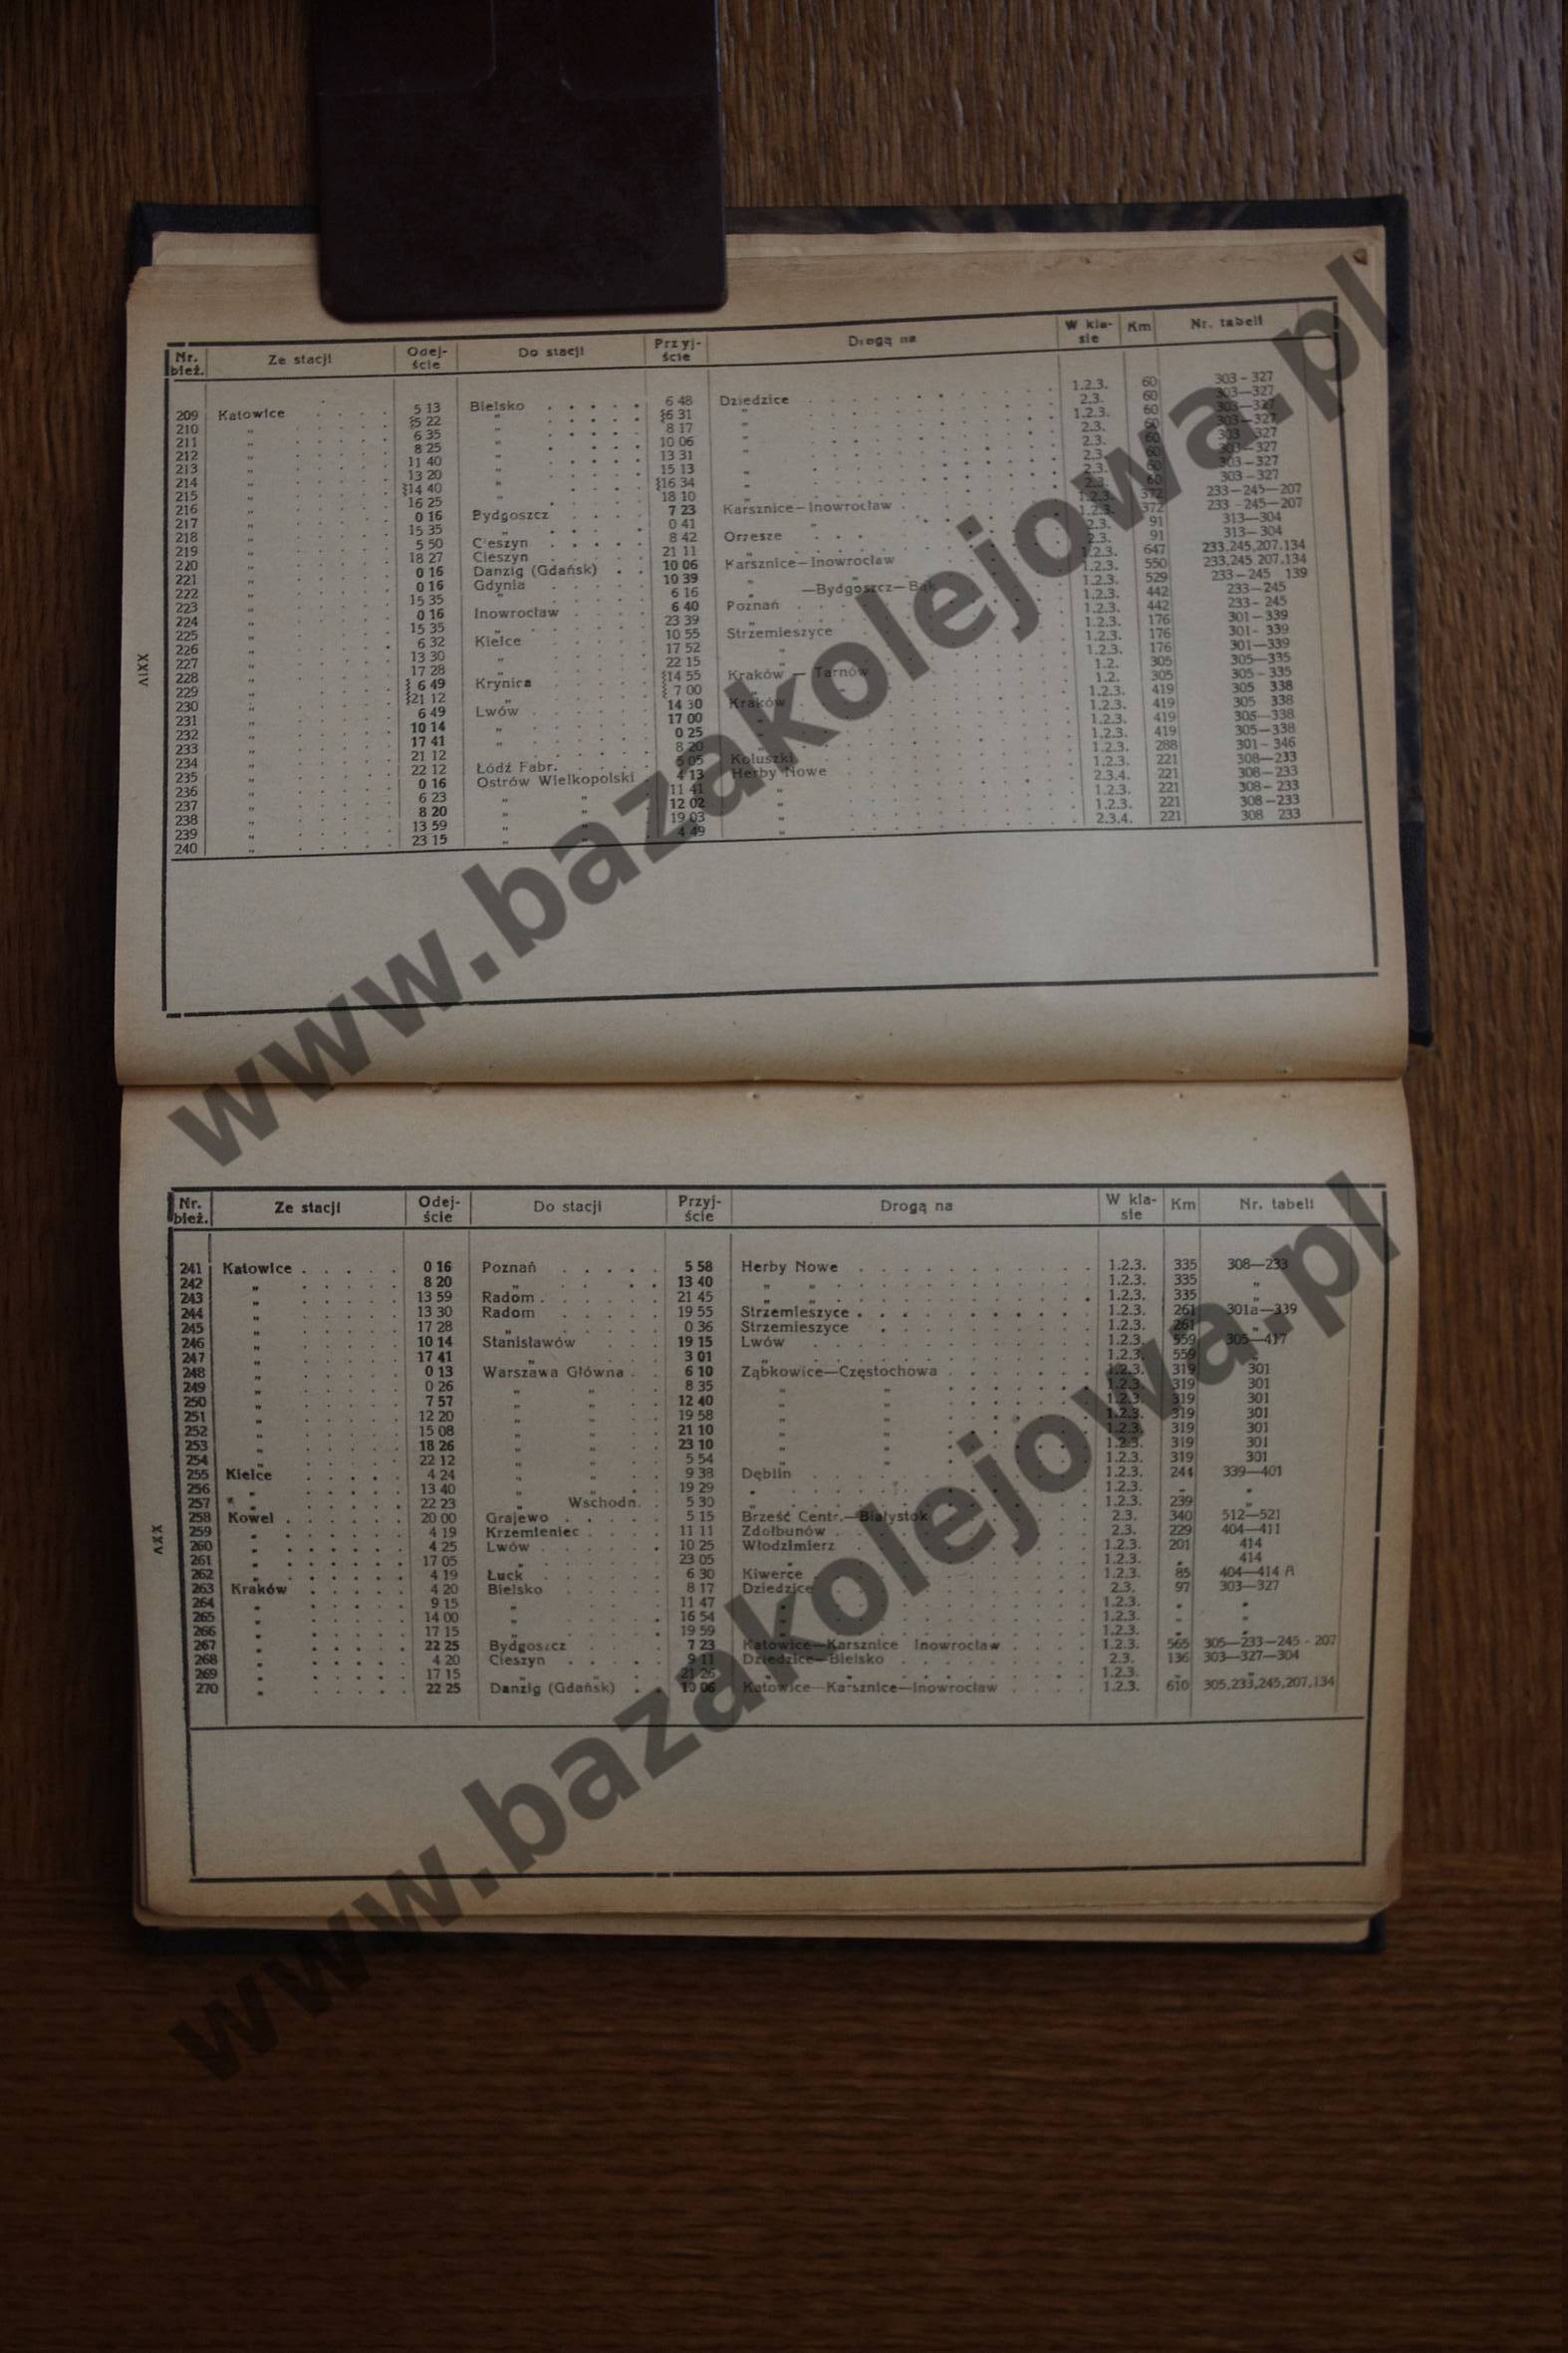 Nr. bież. Ze stacji Odejście Do stacji Przyjście Drogą na W klasie Km Nr. tabeli
209 Katowice 5 13 Bielsko 6 48 Dziedzice 1.2.3. 60 303-327
210 „ §5 22 „ §6 31 „ 2.3. 60 303—327
211 „ 6 35 „ 8 17 „ 1.2.3. 60 303—327
212 „ 8 25 „ 10 06 „ 2.3. 60 303—327
213 „ 11 40 „ 13 31 2.3. 60 303 327
214 „ 13 20 „ 15 13 2.3. 60 303—327
215 „ §14 40 „ §16 34 „ 2.3. 60 303—327
216 „ 16 25 18 10 „ 2.3. 60 303-327
217 „ 0 16 Bydgoszcz 7 23 Karsznice—Inowrocław 1.2.3. 372 233—245—207
218 „ 15 35 „ 0 41 „ 1.2.3. 372 233-245—207
219 „ 5 50 Cieszyn 8 42 Orzesze 2.3. 91 313—304
220 „ 18 27 Cieszyn 21 11 „ 2.3. 91 313—304
221 „ 0 16 Danzig (Gdańsk) 10 06 Karsznice—Inowrocław 1.2.3. 647 233,245,207,134
222 „ 0 16 Gdynia 10 39 1.2.3. 550 233,245,207,134
223 „ 15 35 „ 6 16 „ —Bydgoszcz—Bąk 1.2.3. 529 233—245 139
224 „ 0 16 Inowrocław 6 40 Poznań 1.2.3. 442 233—245
225 „ 15 35 „ 23 39 „ 1.2.3. 442 233-245
226 „ 6 32 Kielce 10 55 Strzemieszyce 1.2.3. 176 301—339
227 „ 13 30 „ 17 52 „ 1.2.3. 176 301-339
228 „ 17 28 22 15 „ 1.2.3. 176 301—339
229 „ § 6 49 Krynica §14 55 Kraków — Tarnów 1.2. 305 305—335
230 „ §21 12 „ § 7 00 „ 1.2. 305 305-335
231 „ 6 49 Lwów 14 30 Kraków 1.2.3. 419 305 338
232 „ 10 14 „ 17 00 „ 1.2.3. 419 305 338
233 „ 17 41 „ 0 25 1.2.3. 419 305—338
234 „ 21 12 8 20 1.2.3. 419 305—338
235 „ 22 12 Łódź Fabr. 5 05 Koluszki 1.2.3. 288 301-346
236 „ 0 16 Ostrów Wielkopolski 4 13 Herby Nowe 1.2.3. 221 308—233
237 „ 6 23 „ „ 11 41 „ 2.3.4. 221 308—233
238 „ 8 20 „ 12 02 „ 1.2.3. 221 308-233
239 „ 13 59 „ „ 19 03 „ 1.2.3. 221 308-233
240 „ 23 15 „ „ 4 49 „ 2.3.4. 221 308 233
XXIV
Nr. bież. Ze stacji Odejście Do stacji Przyjście Drogą na W klasie Km Nr. tabeli
241 Katowice 0 16 Poznań 5 58 Herby Nowe 1.2.3. 335 308—233
242 „ 8 20 „ 13 40 „ „ 1.2.3. 335 „
243 „ 13 59 Radom 21 45 „ „ 1.2.3. 335 „
244 „ 13 30 Radom 19 55 Strzemieszyce 1.2.3. 261 301a—339
245 „ 17 28 „ 0 36 Strzemieszyce 1.2.3. 261 „
246 „ 10 14 Stanisławów 19 15 Lwów 1.2.3. 559 305—417
247 „ 17 41 „ 3 01 „ 1.2.3. 559 „
248 „ 0 13 Warszawa Główna 6 10 Ząbkowice—Częstochowa 1.2.3. 319 301
249 „ 0 26 „ „ 8 35 „ „ 1.2.3. 319 301
250 „ 7 57 „ „ 12 40 „ „ 1.2.3. 319 301
251 „ 12 20 „ „ 19 58 „ „ 1.2.3. 319 301
252 „ 15 08 „ „ 21 10 „ „ 1.2.3. 319 301
253 „ 18 26 „ „ 23 10 „ „ 1.2.3. 319 301
254 „ 22 12 „ „ 5 54 „ „ 1.2.3. 319 301
255 Kielce 4 24 „ „ 9 38 Dęblin 1.2.3. 244 339—401
256 „ 13 40 „ „ 19 29 „ 1.2.3. „ „
257 „ 22 23 „ Wschodn. 5 30 „ 1.2.3. 239 „
258 Kowel 20 00 Grajewo 5 15 Brześć Centr.—Białystok 2.3. 340 512—521
259 „ 4 19 Krzemieniec 11 11 Zdołbunów 2.3. 229 404—411
260 „ 4 25 Lwów 10 25 Włodzimierz 1.2.3. 201 414
261 „ 17 05 „ 23 05 „ 1.2.3. „ 414
262 „ 4 19 Łuck 6 30 Kiwerce 1.2.3. 85 404—414 A
263 Kraków 4 20 Bielsko 8 17 Dziedzice 2.3. 97 303—327
264 „ 9 15 „ 11 47 „ 1.2.3. „ „
265 „ 14 00 „ 16 54 „ 1.2.3. „ „
266 „ 17 15 „ 19 59 „ 1.2.3. „ „
267 „ 22 25 Bydgoszcz 7 23 Katowice—Karsznice Inowrocław 1.2.3. 565 305—233—245-207
268 „ 4 20 Cieszyn 9 11 Dziedzice—Bielsko 2.3. 136 303—327—304
269 „ 17 15 „ „ 21 26 „ „ 1.2.3. „ „
270 „ 22 25 Danzig (Gdańsk) 10 06 Katowice—Karsznice—Inowrocław 1.2.3. 610 305,233,245,207,134
XXV
www.bazakolejowa.pl
www.bazakolejowa.pl